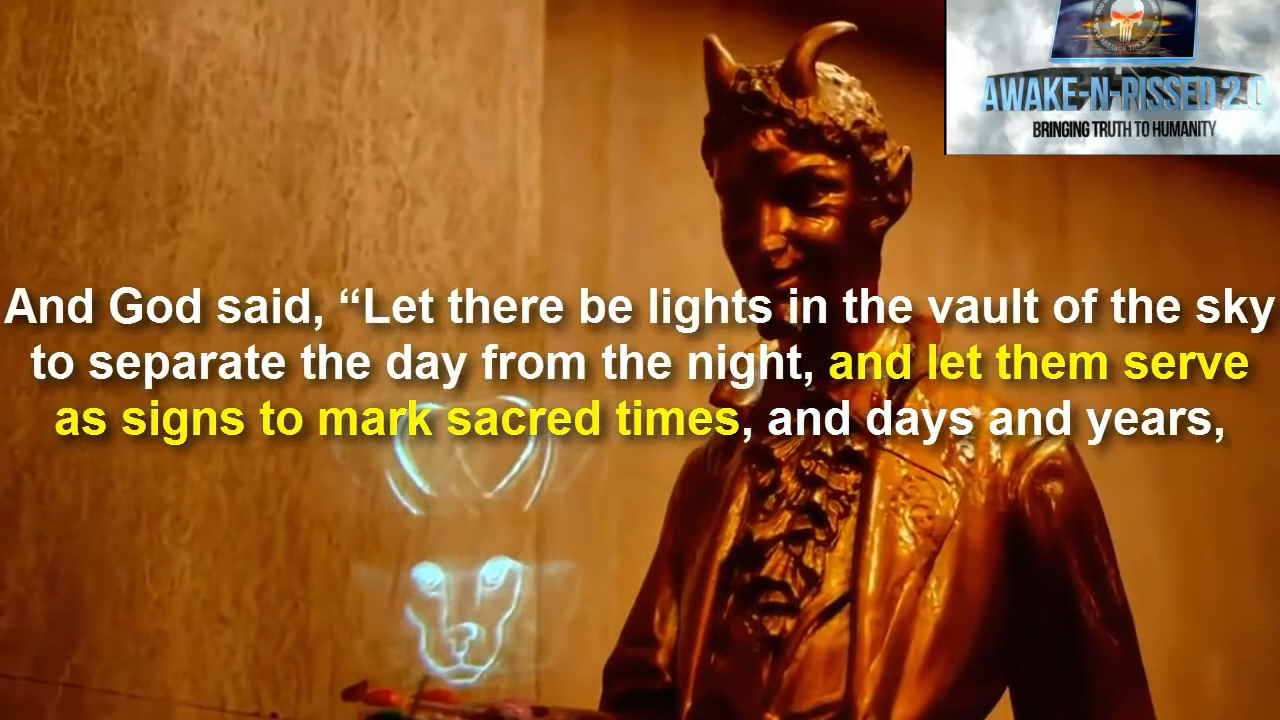 AWAKE-N-PISSED 2.0
BRINGING TRUTH TO HUMANITY
And God said, “Let there be lights in the vault of the sky
to separate the day from the night, and let them serve
as signs to mark sacred times, and days and years,